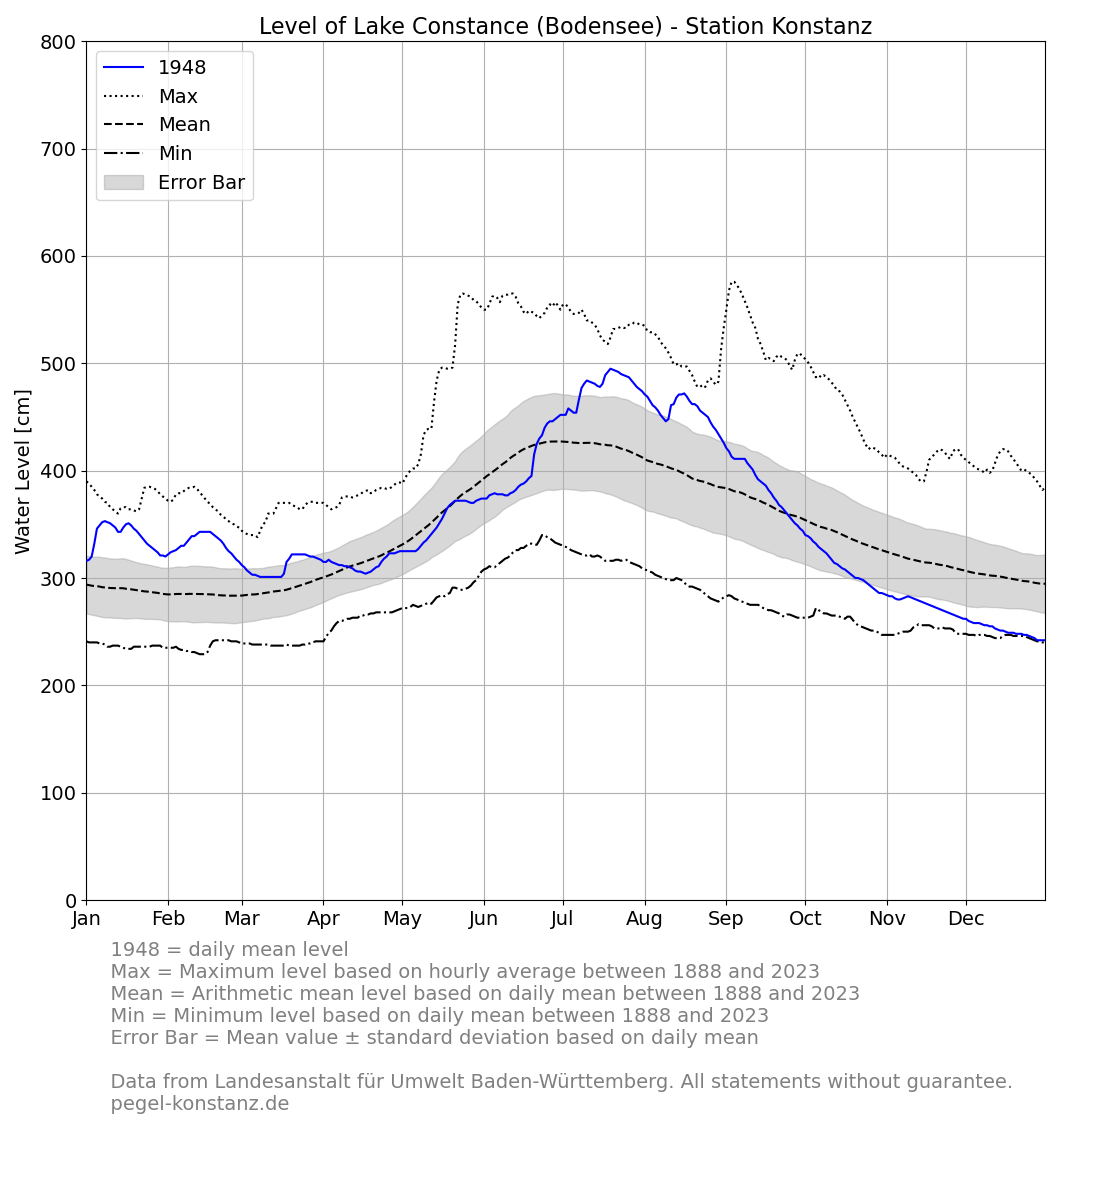 Level of Lake Constance (Bodensee) - Station Konstanz
800
700
600
500
400
300
200
100
0
Water Level [cm]
1948
Max
Mean
Min
Error Bar
Jan Feb Mar Apr May Jun Jul Aug Sep Oct Nov Dec
1948 = daily mean level
Max = Maximum level based on hourly average between 1888 and 2023
Mean = Arithmetic mean level based on daily mean between 1888 and 2023
Min = Minimum level based on daily mean between 1888 and 2023
Error Bar = Mean value ± standard deviation based on daily mean
Data from Landesanstalt für Umwelt Baden-Württemberg. All statements without guarantee.
pegel-konstanz.de